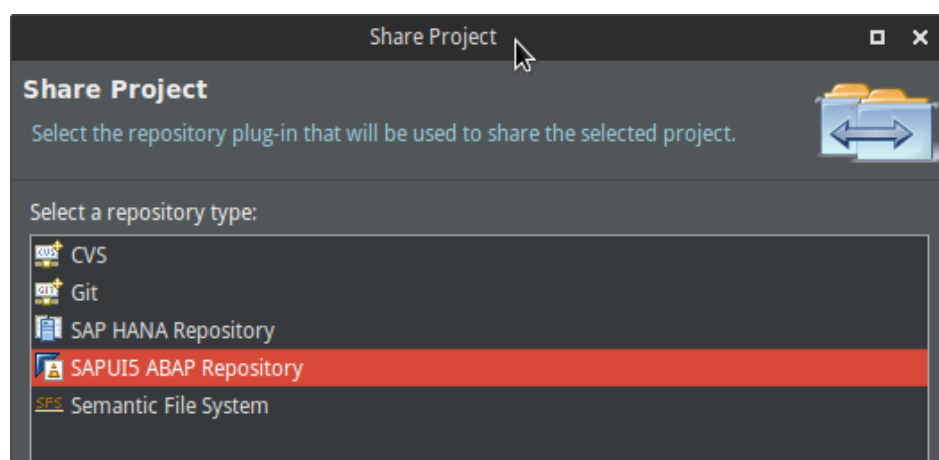 Share Project
Share Project
Select the repository plug-in that will be used to share the selected project.
Select a repository type:
CVS
Git
SAP HANA Repository
SAPUI5 ABAP Repository
SFS Semantic File System